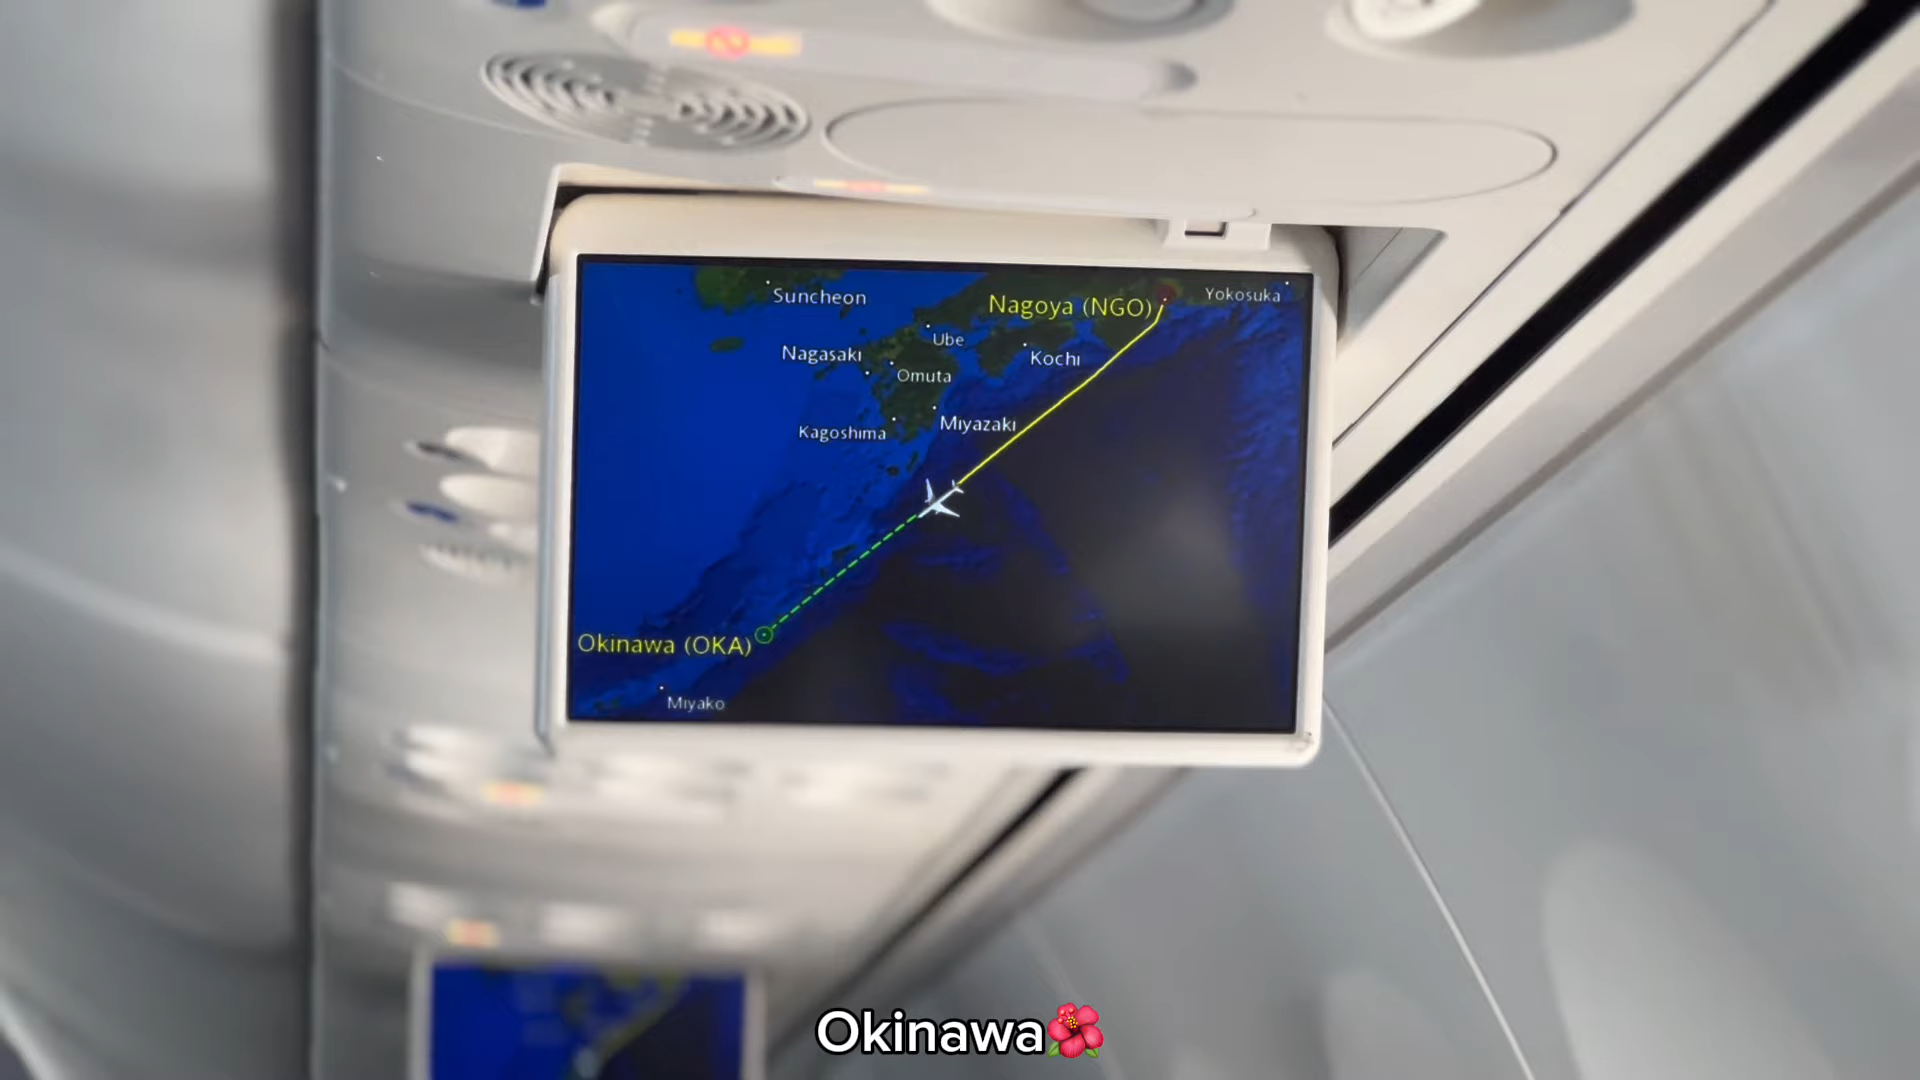 Suncheon
Nagoya (NGO)
Yokosuka
Ube
Nagasaki
Kochi
Omuta
Miyazaki
Kagoshima
Okinawa (OKA)
Miyako
Okinawa🌺